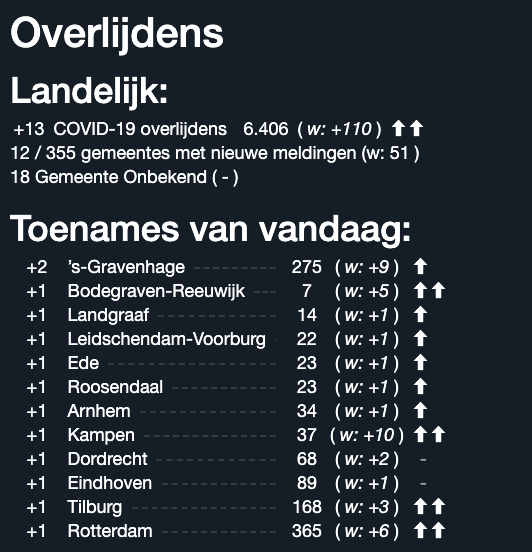 Overlijdens
Landelijk:
+13 COVID-19 overlijdens 6.406 ( w: +110 ) ⬆⬆
12 / 355 gemeentes met nieuwe meldingen (w: 51 )
18 Gemeente Onbekend ( - )
Toenames van vandaag:
+2 's-Gravenhage ---------- 275 ( w: +9 ) ⬆
+1 Bodegraven-Reeuwijk --- 7 ( w: +5 ) ⬆⬆
+1 Landgraaf -------------- 14 ( w: +1 ) ⬆
+1 Leidschendam-Voorburg - 22 ( w: +1 ) ⬆
+1 Ede -------------------- 23 ( w: +1 ) ⬆
+1 Roosendaal ------------- 23 ( w: +1 ) ⬆
+1 Arnhem ---------------- 34 ( w: +1 ) ⬆
+1 Kampen ---------------- 37 ( w: +10 ) ⬆⬆
+1 Dordrecht -------------- 68 ( w: +2 ) -
+1 Eindhoven ------------- 89 ( w: +1 ) -
+1 Tilburg ---------------- 168 ( w: +3 ) ⬆⬆
+1 Rotterdam -------------- 365 ( w: +6 ) ⬆⬆